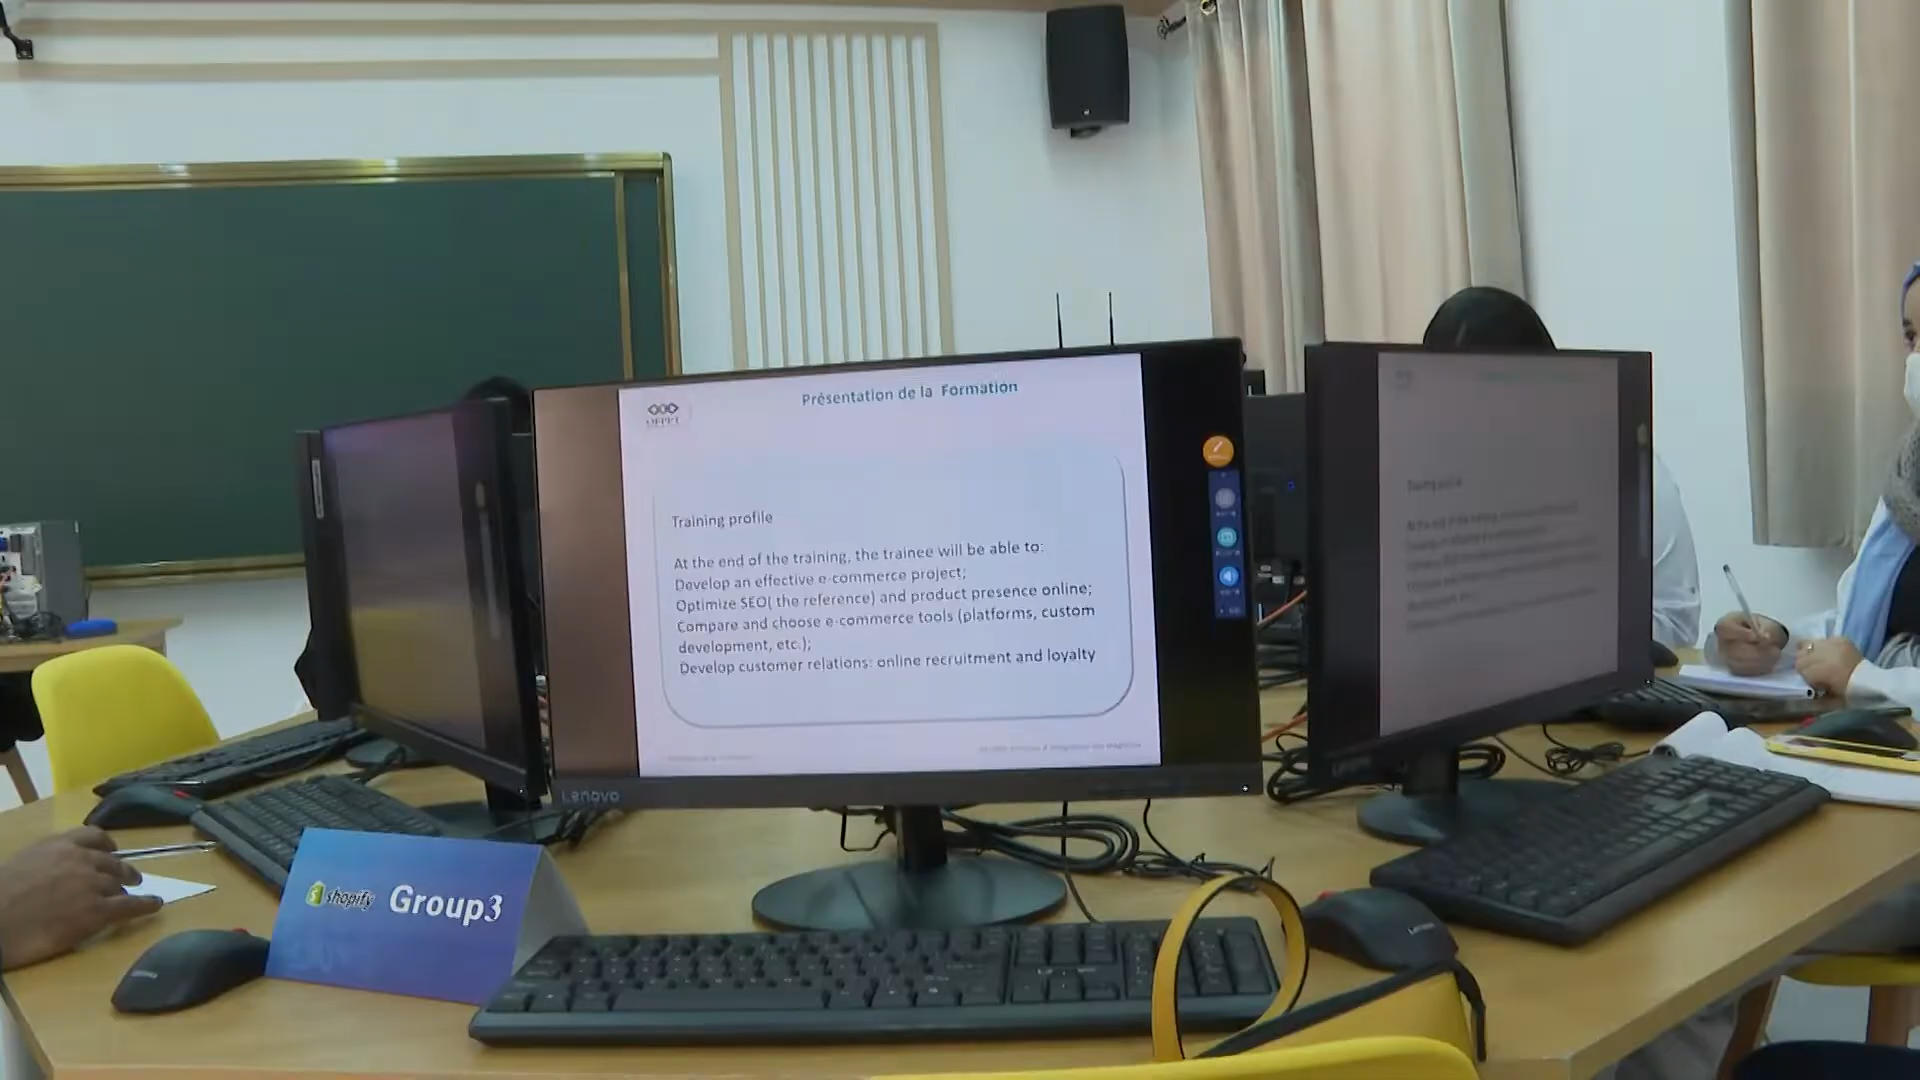 Présentation de la Formation
OFPPT
Training profile
At the end of the training, the trainee will be able to:
Develop an effective e-commerce project;
Optimize SEO( the reference) and product presence online;
Compare and choose e-commerce tools (platforms, custom
development, etc.);
Develop customer relations: online recruitment and loyalty
Lenovo
shopify Group3